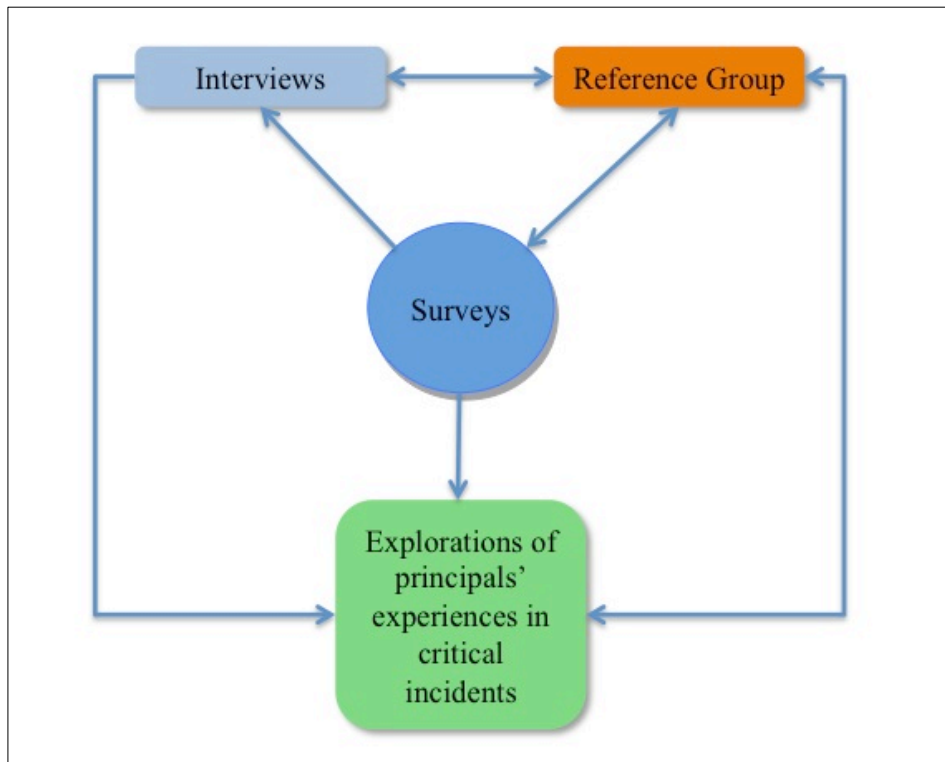 Interviews
Reference Group
Surveys
Explorations of
principals’
experiences in
critical
incidents